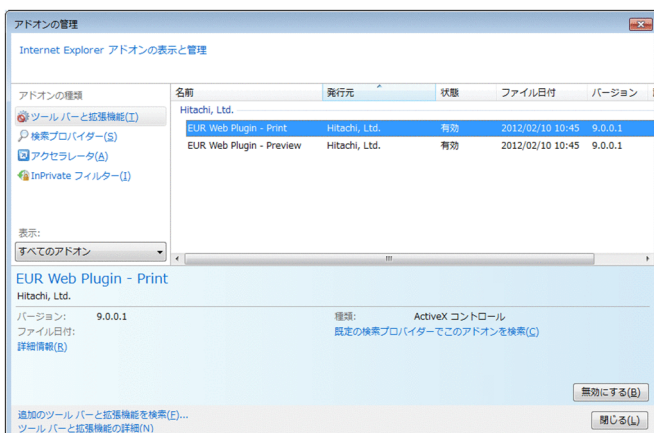 アドオンの管理
Internet Explorer アドオンの表示と管理
アドオンの種類
ツール バーと拡張機能(T)
検索プロバイダー(S)
アクセラレータ(A)
InPrivate フィルター(I)
表示:
すべてのアドオン
名前 発行元 状態 ファイル日付 バージョン
Hitachi, Ltd.
EUR Web Plugin - Print Hitachi, Ltd. 有効 2012/02/10 10:45 9.0.0.1
EUR Web Plugin - Preview Hitachi, Ltd. 有効 2012/02/10 10:45 9.0.0.1
EUR Web Plugin - Print
Hitachi, Ltd.
バージョン: 9.0.0.1 種類: ActiveX コントロール
ファイル日付: 既定の検索プロバイダーでこのアドオンを検索(C)
詳細情報(R)
無効にする(B)
追加のツール バーと拡張機能を検索(F)...
ツール バーと拡張機能の詳細(N)
閉じる(L)